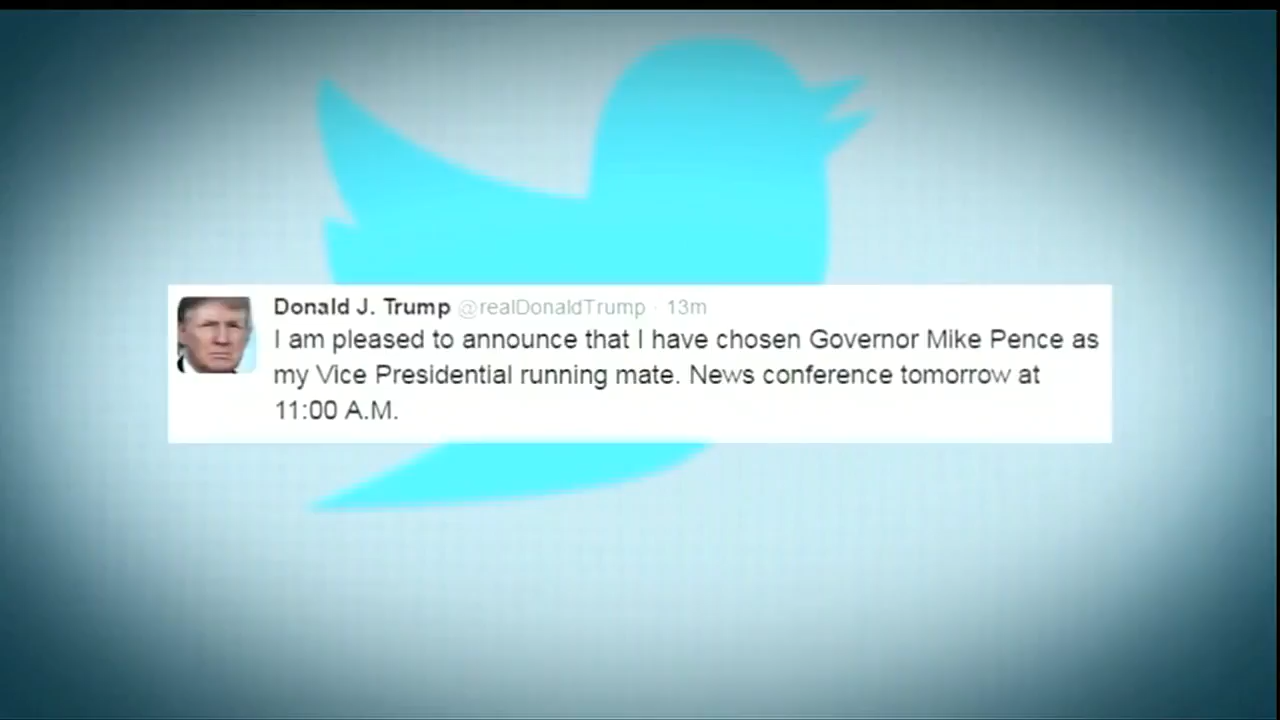 Donald J. Trump @realDonaldTrump · 13m
I am pleased to announce that I have chosen Governor Mike Pence as
my Vice Presidential running mate. News conference tomorrow at
11:00 A.M.